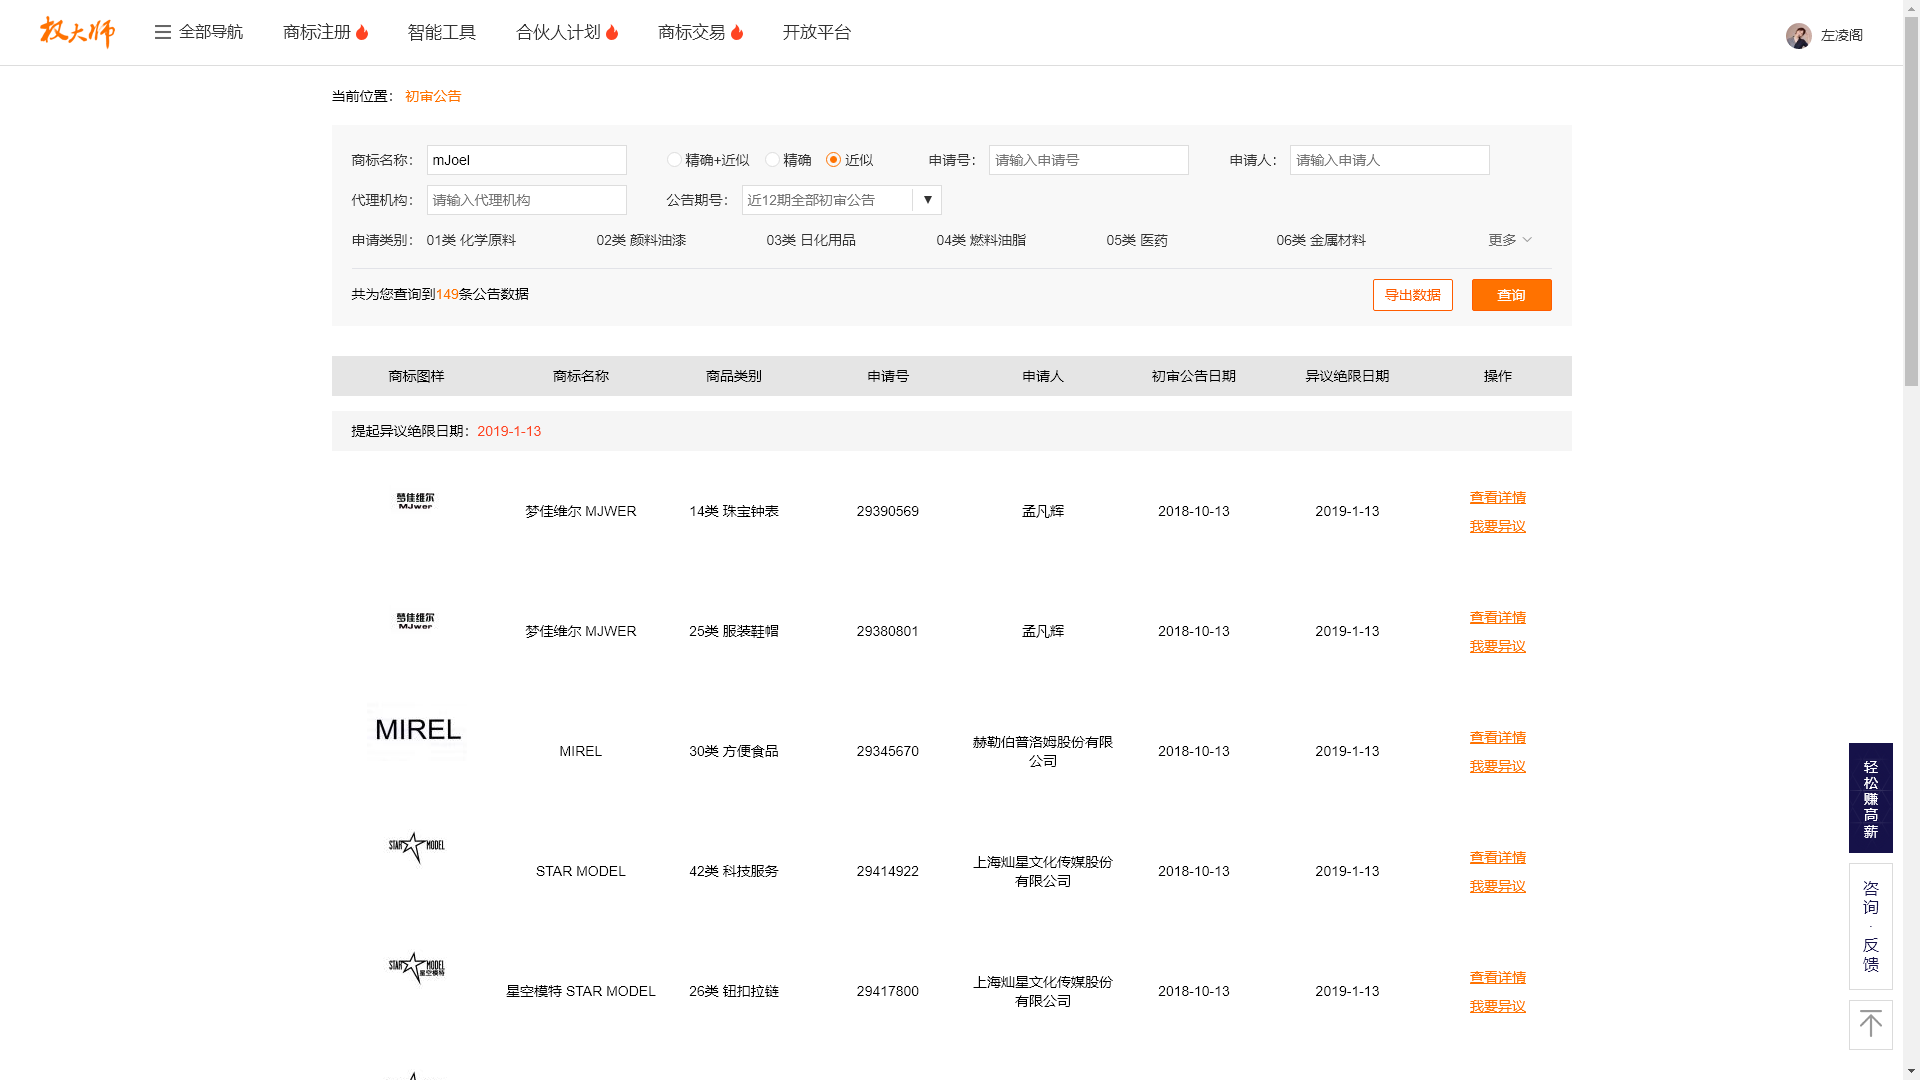 权大师
全部导航 商标注册 智能工具 合伙人计划 商标交易 开放平台 左凌阁
当前位置： 初审公告
商标名称： mJoel 精确+近似 精确 近似 申请号： 请输入申请号 申请人： 请输入申请人
代理机构： 请输入代理机构 公告期号： 近12期全部初审公告
申请类别： 01类 化学原料 02类 颜料油漆 03类 日化用品 04类 燃料油脂 05类 医药 06类 金属材料 更多
共为您查询到149条公告数据 导出数据 查询
商标图样 商标名称 商品类别 申请号 申请人 初审公告日期 异议绝限日期 操作
提起异议绝限日期：2019-1-13
梦佳维尔
MJwer
梦佳维尔 MJWER 14类 珠宝钟表 29390569 孟凡辉 2018-10-13 2019-1-13
查看详情
我要异议
梦佳维尔
MJwer
梦佳维尔 MJWER 25类 服装鞋帽 29380801 孟凡辉 2018-10-13 2019-1-13
查看详情
我要异议
MIREL
MIREL 30类 方便食品 29345670 赫勒伯普洛姆股份有限
公司
2018-10-13 2019-1-13
查看详情
我要异议
STAR MODEL
STAR MODEL 42类 科技服务 29414922 上海灿星文化传媒股份
有限公司
2018-10-13 2019-1-13
查看详情
我要异议
STAR MODEL
星空模特
星空模特 STAR MODEL 26类 钮扣拉链 29417800 上海灿星文化传媒股份
有限公司
2018-10-13 2019-1-13
查看详情
我要异议
轻松赚高薪
咨询·反馈